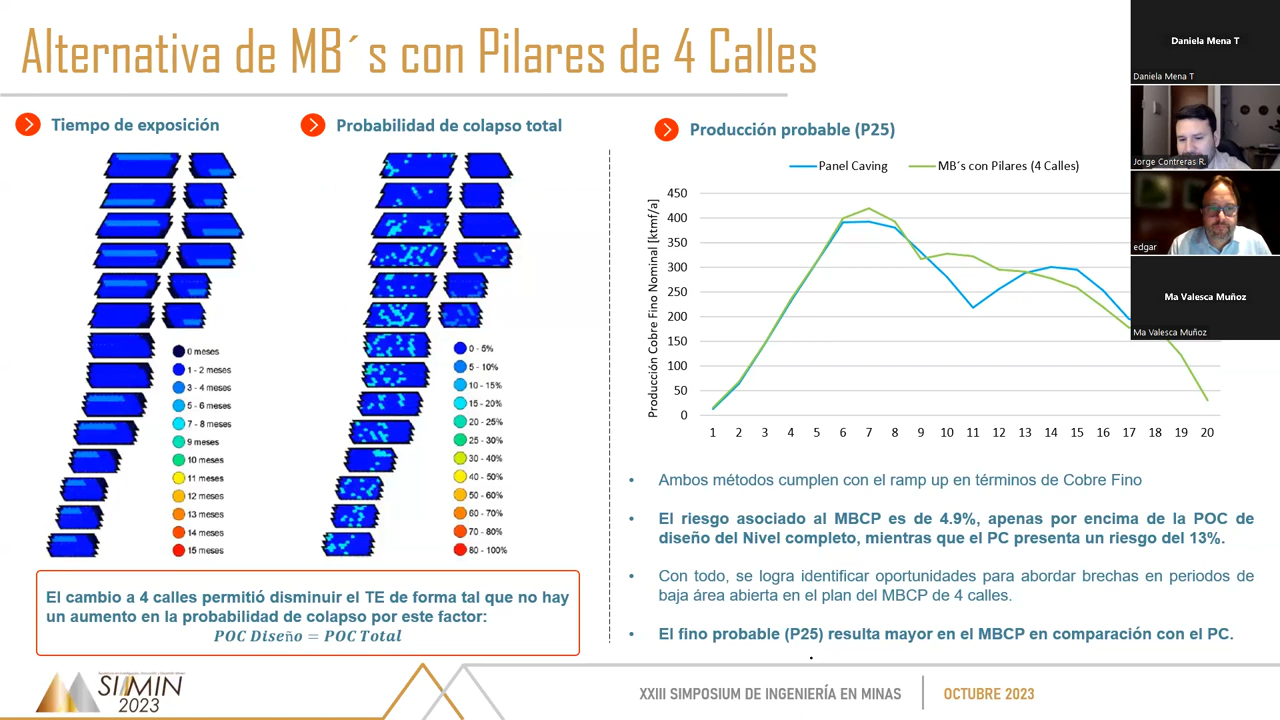 Alternativa de MB´s con Pilares de 4 Calles
Tiempo de exposición
Probabilidad de colapso total
Producción probable (P25)
0 meses
1 - 2 meses
3 - 4 meses
5 - 6 meses
7 - 8 meses
9 meses
10 meses
11 meses
12 meses
13 meses
14 meses
15 meses
0 - 5%
5 - 10%
10 - 15%
15 - 20%
20 - 25%
25 - 30%
30 - 40%
40 - 50%
50 - 60%
60 - 70%
70 - 80%
80 - 100%
Panel Caving
MB´s con Pilares (4 Calles)
Producción Cobre Fino Nominal [ktmf/a]
450
400
350
300
250
200
150
100
50
0
1 2 3 4 5 6 7 8 9 10 11 12 13 14 15 16 17 18 19 20
El cambio a 4 calles permitió disminuir el TE de forma tal que no hay
un aumento en la probabilidad de colapso por este factor:
POC Diseño = POC Total
• Ambos métodos cumplen con el ramp up en términos de Cobre Fino
• El riesgo asociado al MBCP es de 4.9%, apenas por encima de la POC de
diseño del Nivel completo, mientras que el PC presenta un riesgo del 13%.
• Con todo, se logra identificar oportunidades para abordar brechas en periodos de
baja área abierta en el plan del MBCP de 4 calles.
• El fino probable (P25) resulta mayor en el MBCP en comparación con el PC.
SIMIN
2023
XXIII SIMPOSIUM DE INGENIERÍA EN MINAS
OCTUBRE 2023
Daniela Mena T
Daniela Mena T
Jorge Contreras R.
edgar
Ma Valesca Muñoz
Ma Valesca Muñoz